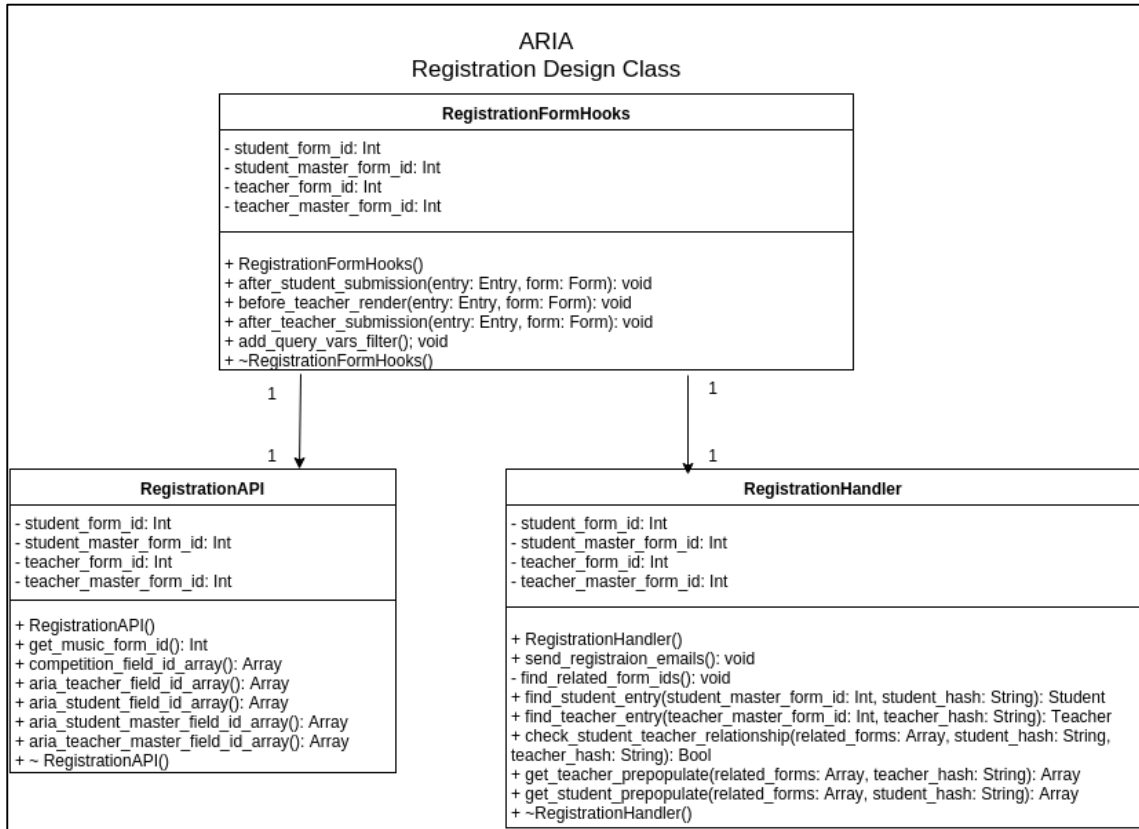 ARIA
Registration Design Class
RegistrationFormHooks
- student_form_id: Int
- student_master_form_id: Int
- teacher_form_id: Int
- teacher_master_form_id: Int
+ RegistrationFormHooks()
+ after_student_submission(entry: Entry, form: Form): void
+ before_teacher_render(entry: Entry, form: Form): void
+ after_teacher_submission(entry: Entry, form: Form): void
+ add_query_vars_filter(); void
+ ~RegistrationFormHooks()
1
1
1
1
RegistrationAPI
- student_form_id: Int
- student_master_form_id: Int
- teacher_form_id: Int
- teacher_master_form_id: Int
+ RegistrationAPI()
+ get_music_form_id(): Int
+ competition_field_id_array(): Array
+ aria_teacher_field_id_array(): Array
+ aria_student_field_id_array(): Array
+ aria_student_master_field_id_array(): Array
+ aria_teacher_master_field_id_array(): Array
+ ~ RegistrationAPI()
RegistrationHandler
- student_form_id: Int
- student_master_form_id: Int
- teacher_form_id: Int
- teacher_master_form_id: Int
+ RegistrationHandler()
+ send_registraion_emails(): void
- find_related_form_ids(): void
+ find_student_entry(student_master_form_id: Int, student_hash: String): Student
+ find_teacher_entry(teacher_master_form_id: Int, teacher_hash: String): Teacher
+ check_student_teacher_relationship(related_forms: Array, student_hash: String,
teacher_hash: String): Bool
+ get_teacher_prepopulate(related_forms: Array, teacher_hash: String): Array
+ get_student_prepopulate(related_forms: Array, student_hash: String): Array
+ ~RegistrationHandler()